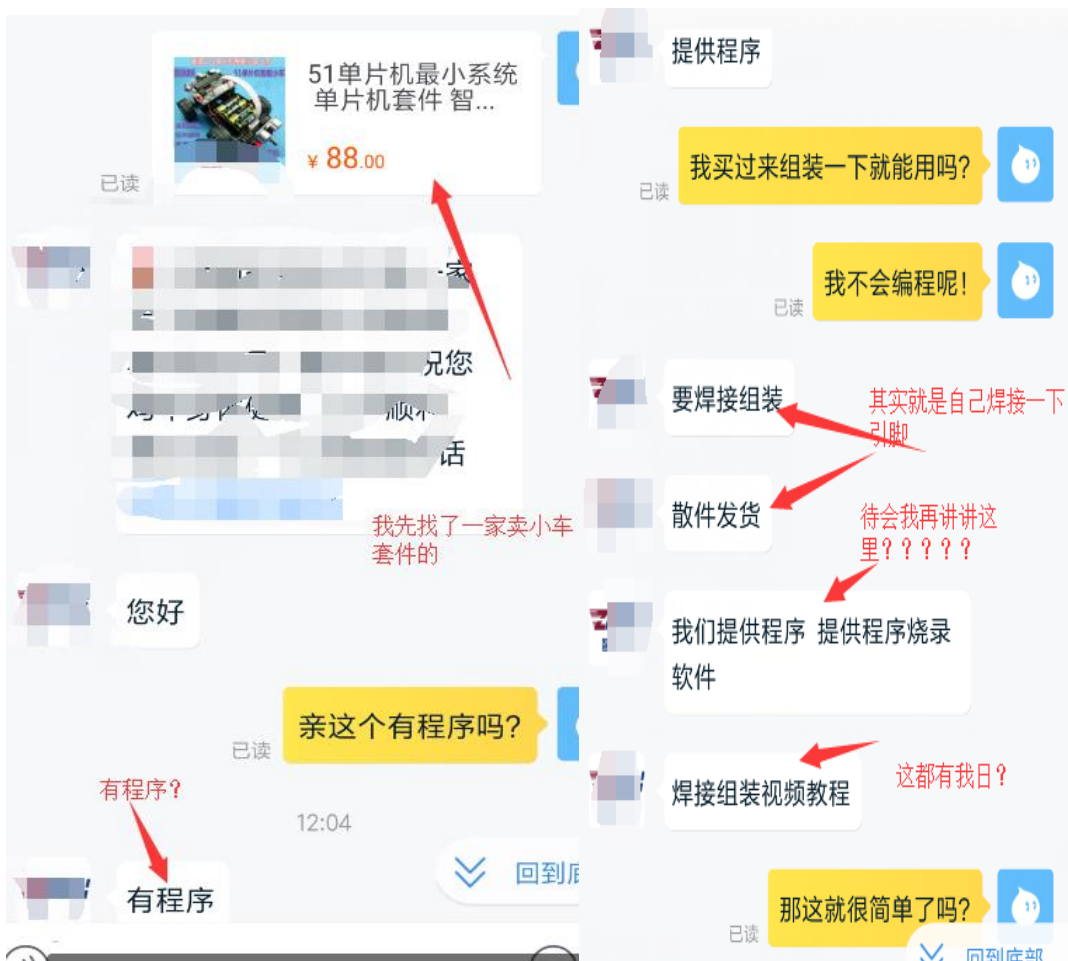 51单片机最小系统
单片机套件 智...
¥ 88.00
已读
家
况您
顺
话
我先找了一家卖小车
套件的
您好
亲这个有程序吗?
已读
有程序?
12:04
回到底
有程序
提供程序
我买过来组装一下就能用吗?
已读
我不会编程呢!
已读
要焊接组装
其实就是自己焊接一下
引脚
散件发货
待会我再讲讲这
里?????
我们提供程序 提供程序烧录
软件
这都有我日?
焊接组装视频教程
那这就很简单了吗?
已读
回到底部